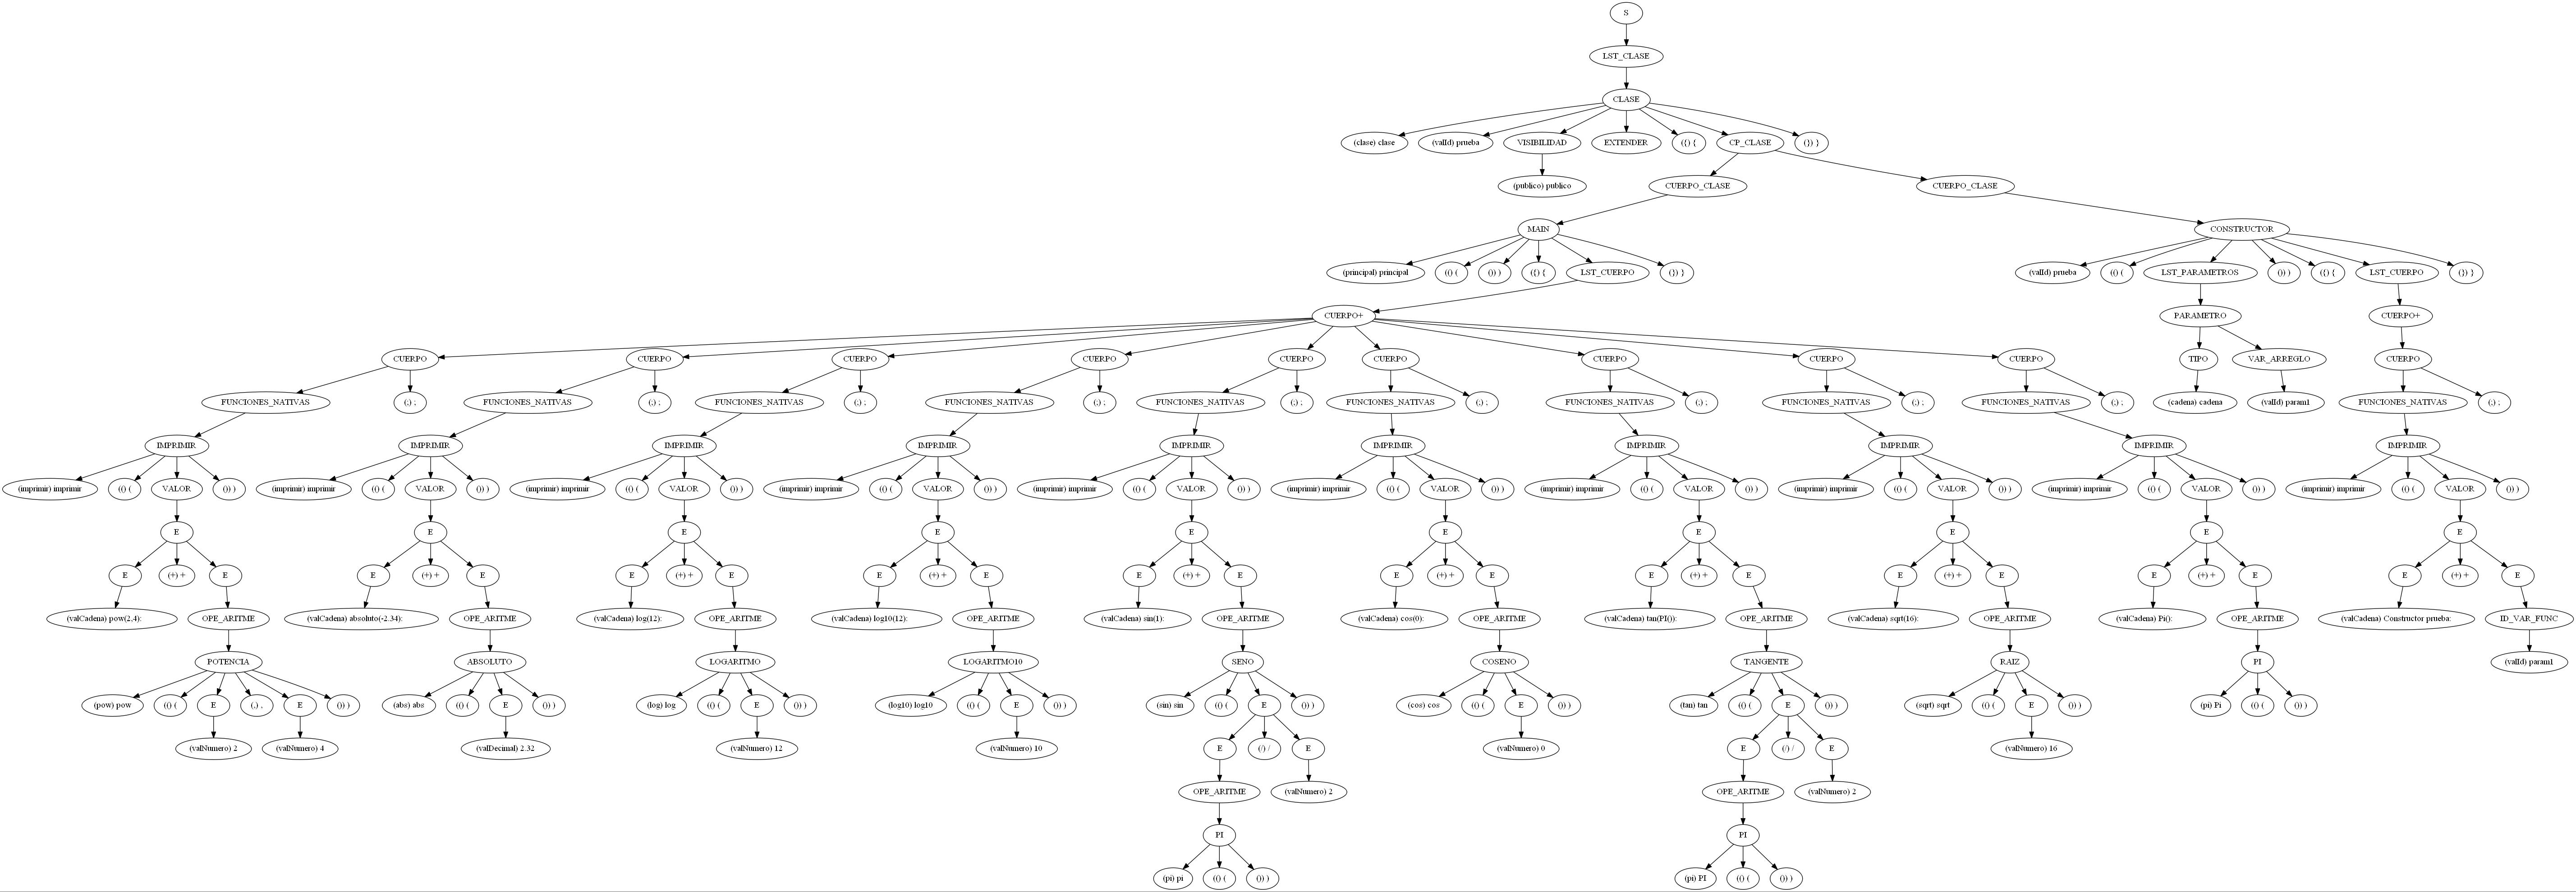 S
LST_CLASE
CLASE
(clase) clase (valId) prueba VISIBILIDAD EXTENDER ({) { CP_CLASE (}) }
(publico) publico CUERPO_CLASE CUERPO_CLASE
MAIN CONSTRUCTOR
(principal) principal (() ( ()) ) ({) { LST_CUERPO (}) } (valId) prueba (() ( LST_PARAMETROS ()) ) ({) { LST_CUERPO (}) }
CUERPO+ PARAMETRO CUERPO+
CUERPO CUERPO CUERPO CUERPO CUERPO CUERPO CUERPO CUERPO CUERPO TIPO VAR_ARREGLO CUERPO
FUNCIONES_NATIVAS (;) ; FUNCIONES_NATIVAS (;) ; FUNCIONES_NATIVAS (;) ; FUNCIONES_NATIVAS (;) ; FUNCIONES_NATIVAS (;) ; FUNCIONES_NATIVAS (;) ; FUNCIONES_NATIVAS (;) ; FUNCIONES_NATIVAS (;) ; FUNCIONES_NATIVAS (;) ; (cadena) cadena (valId) param1 FUNCIONES_NATIVAS (;) ;
IMPRIMIR IMPRIMIR IMPRIMIR IMPRIMIR IMPRIMIR IMPRIMIR IMPRIMIR IMPRIMIR IMPRIMIR IMPRIMIR
(imprimir) imprimir (() ( VALOR ()) ) (imprimir) imprimir (() ( VALOR ()) ) (imprimir) imprimir (() ( VALOR ()) ) (imprimir) imprimir (() ( VALOR ()) ) (imprimir) imprimir (() ( VALOR ()) ) (imprimir) imprimir (() ( VALOR ()) ) (imprimir) imprimir (() ( VALOR ()) ) (imprimir) imprimir (() ( VALOR ()) ) (imprimir) imprimir (() ( VALOR ()) ) (imprimir) imprimir (() ( VALOR ()) )
E E E E E E E E E E
E (+) + E E (+) + E E (+) + E E (+) + E E (+) + E E (+) + E E (+) + E E (+) + E E (+) + E E (+) + E
(valCadena) pow(2,4): OPE_ARITME (valCadena) absoluto(-2.34): OPE_ARITME (valCadena) log(12): OPE_ARITME (valCadena) log10(12): OPE_ARITME (valCadena) sin(1): OPE_ARITME (valCadena) cos(0): OPE_ARITME (valCadena) tan(PI()): OPE_ARITME (valCadena) sqrt(16): OPE_ARITME (valCadena) Pi(): OPE_ARITME (valCadena) Constructor prueba: ID_VAR_FUNC
POTENCIA ABSOLUTO LOGARITMO LOGARITMO10 SENO COSENO TANGENTE RAIZ PI (valId) param1
(pow) pow (() ( E (,) , E ()) ) (abs) abs (() ( E ()) ) (log) log (() ( E ()) ) (log10) log10 (() ( E ()) ) (sin) sin (() ( E ()) ) (cos) cos (() ( E ()) ) (tan) tan (() ( E ()) ) (sqrt) sqrt (() ( E ()) ) (pi) Pi (() ( ()) )
(valNumero) 2 (valNumero) 4 (valDecimal) 2.32 (valNumero) 12 (valNumero) 10 E (/) / E (valNumero) 0 E (/) / E (valNumero) 16
OPE_ARITME (valNumero) 2 OPE_ARITME (valNumero) 2
PI PI
(pi) pi (() ( ()) ) (pi) PI (() ( ()) )